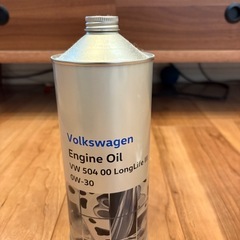 Volkswagen
Engine Oil
VW 504 00 LongLife
0W-30